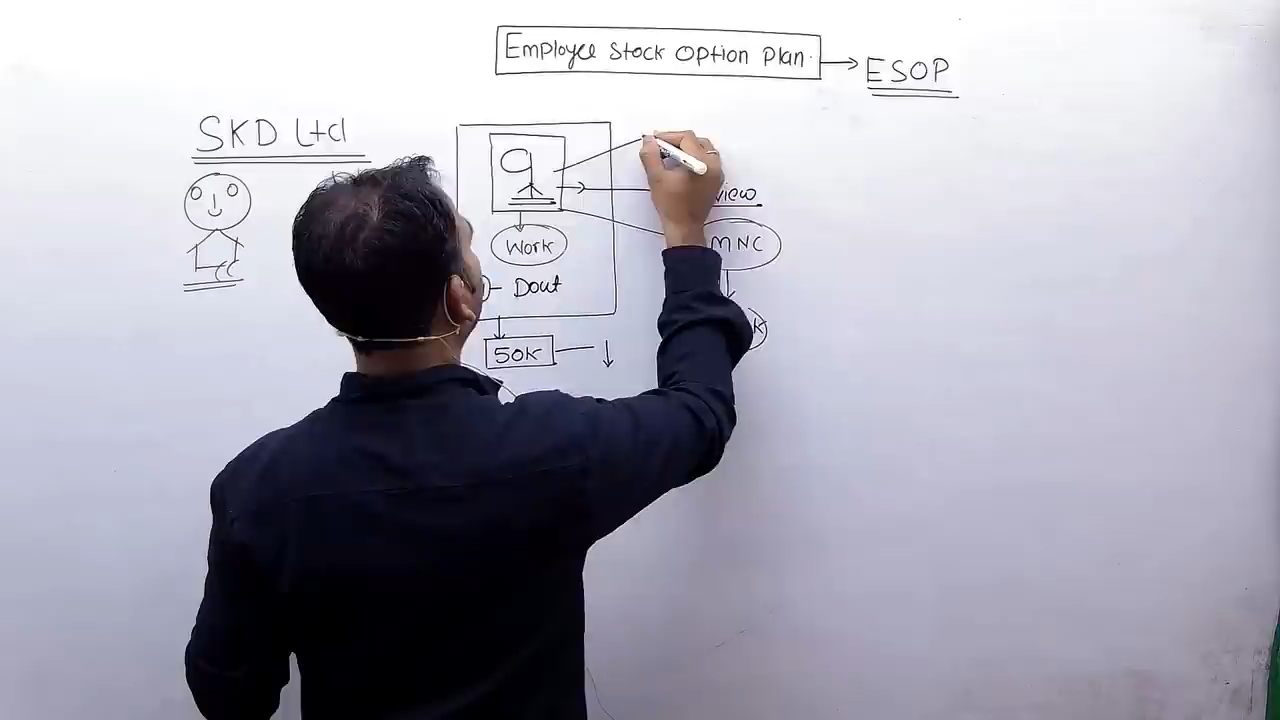 Employee Stock Option Plan
ESOP
SKD Ltd
view
MNC
Work
Dout
50K